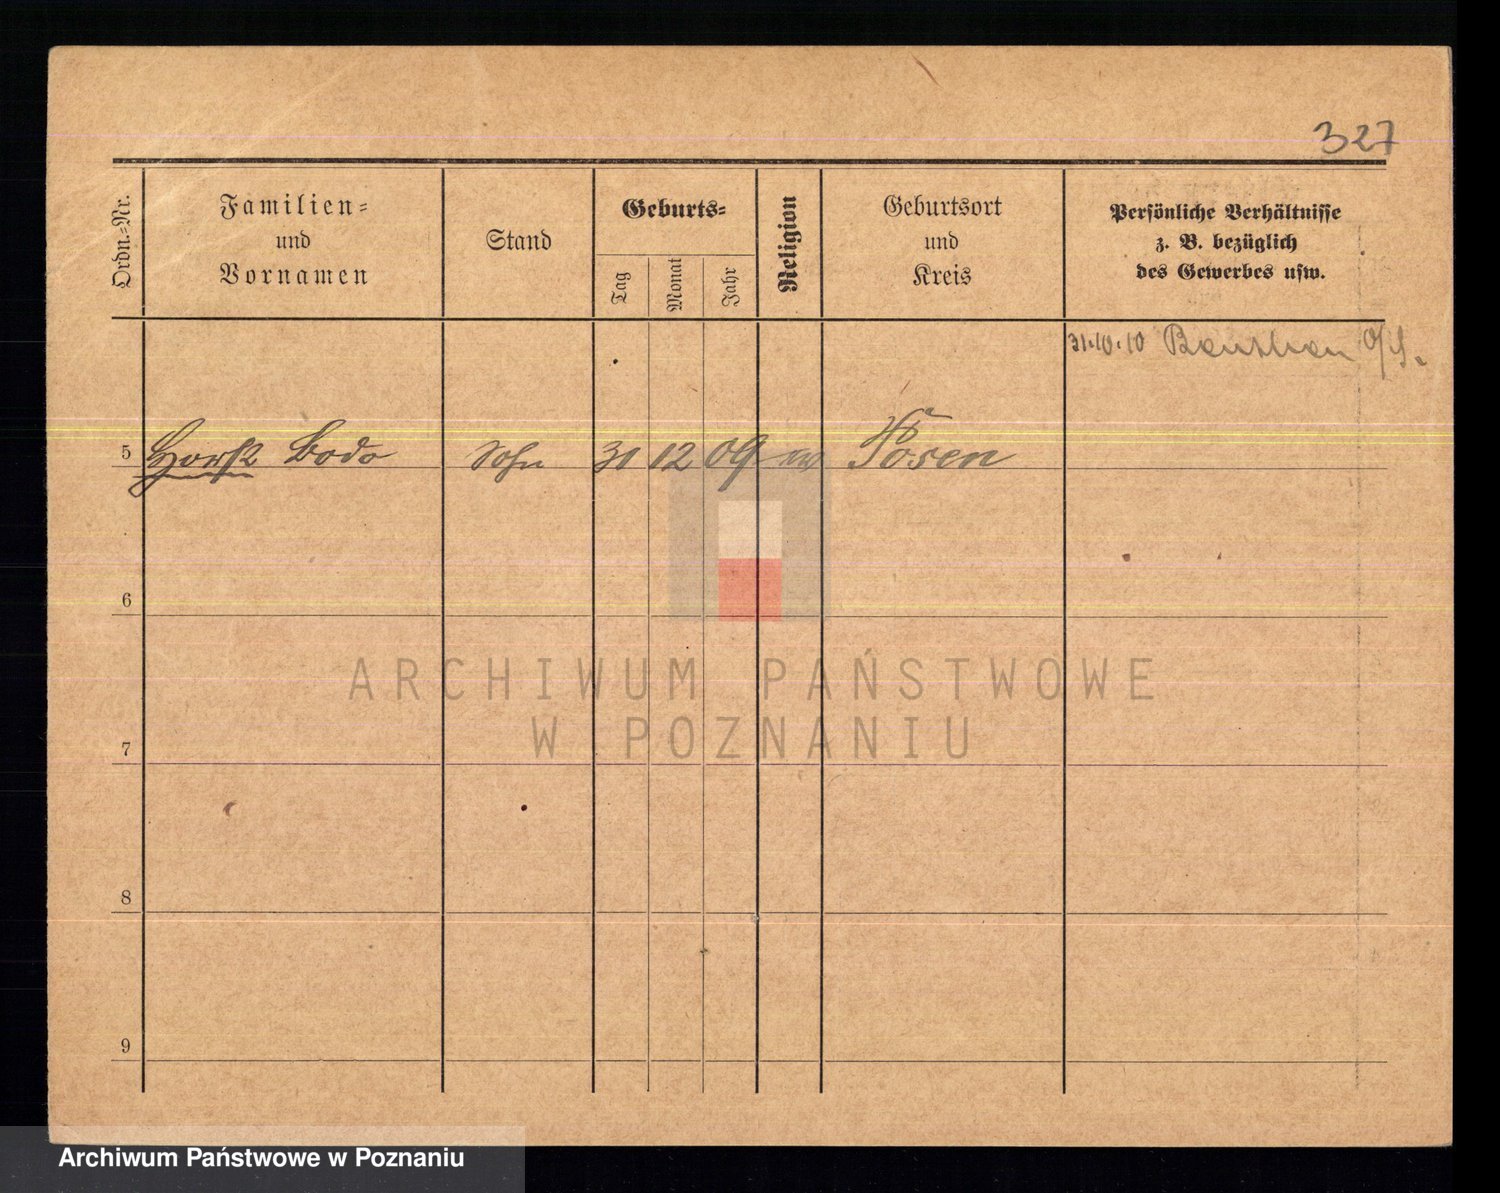 327
Ordn.-Nr.
Familien-
und
Vornamen
Stand
Geburts-
Tag
Monat
Jahr
Religion
Geburtsort
und
Kreis
Persönliche Verhältnisse
z. B. bezüglich
des Gewerbes usw.
31.10.10 Beuthen O/S.
5 Horst Bodo Sohn 31 12 09 Posen
6
ARCHIWUM PAŃSTWOWE
W POZNANIU
7
8
9
Archiwum Państwowe w Poznaniu